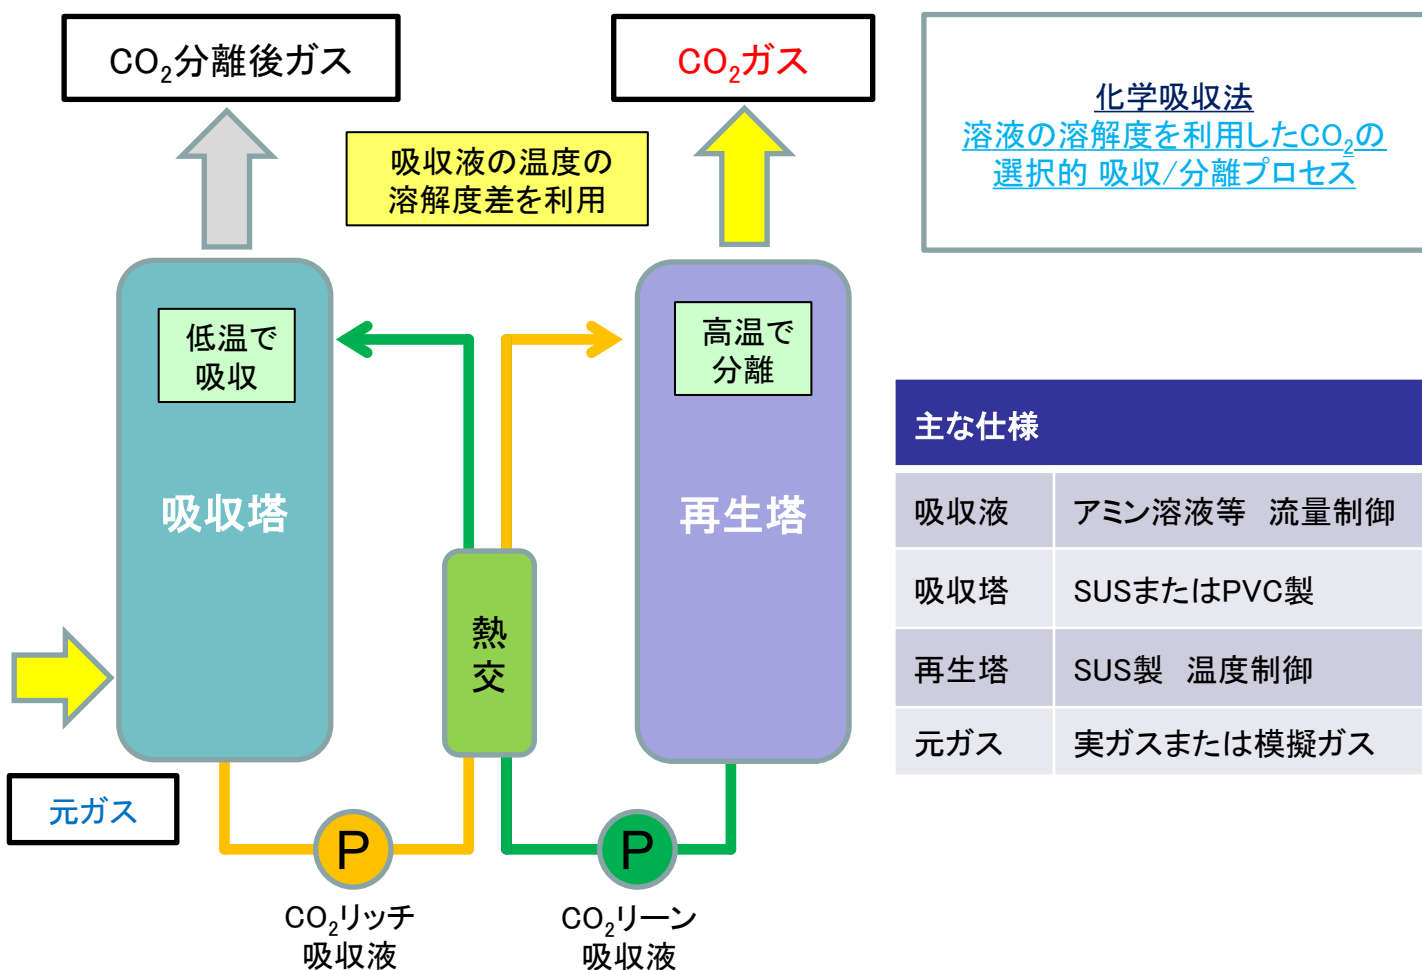 CO₂分離後ガス
CO₂ガス
化学吸収法
溶液の溶解度を利用したCO₂の
選択的 吸収/分離プロセス
吸収液の温度の
溶解度差を利用
低温で
吸収
高温で
分離
吸収塔
再生塔
熱
交
元ガス
P
P
CO₂リッチ
吸収液
CO₂リーン
吸収液
主な仕様
吸収液 アミン溶液等 流量制御
吸収塔 SUSまたはPVC製
再生塔 SUS製 温度制御
元ガス 実ガスまたは模擬ガス